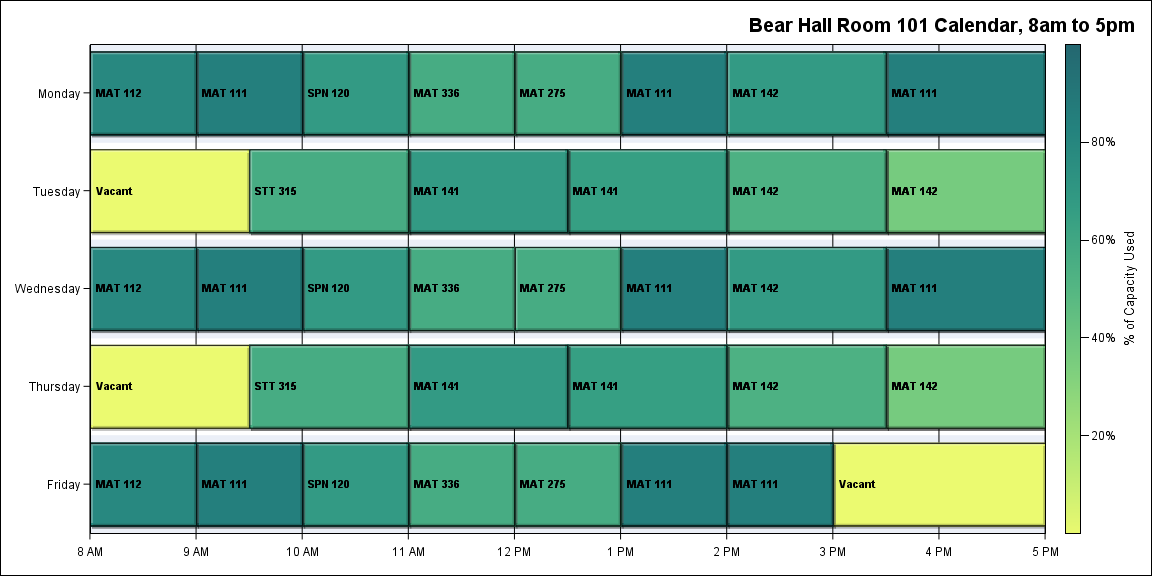 Bear Hall Room 101 Calendar, 8am to 5pm
Monday
MAT 112
MAT 111
SPN 120
MAT 336
MAT 275
MAT 111
MAT 142
MAT 111
Tuesday
Vacant
STT 315
MAT 141
MAT 141
MAT 142
MAT 142
Wednesday
MAT 112
MAT 111
SPN 120
MAT 336
MAT 275
MAT 111
MAT 142
MAT 111
Thursday
Vacant
STT 315
MAT 141
MAT 141
MAT 142
MAT 142
Friday
MAT 112
MAT 111
SPN 120
MAT 336
MAT 275
MAT 111
MAT 111
Vacant
8 AM
9 AM
10 AM
11 AM
12 PM
1 PM
2 PM
3 PM
4 PM
5 PM
80%
60%
40%
20%
% of Capacity Used